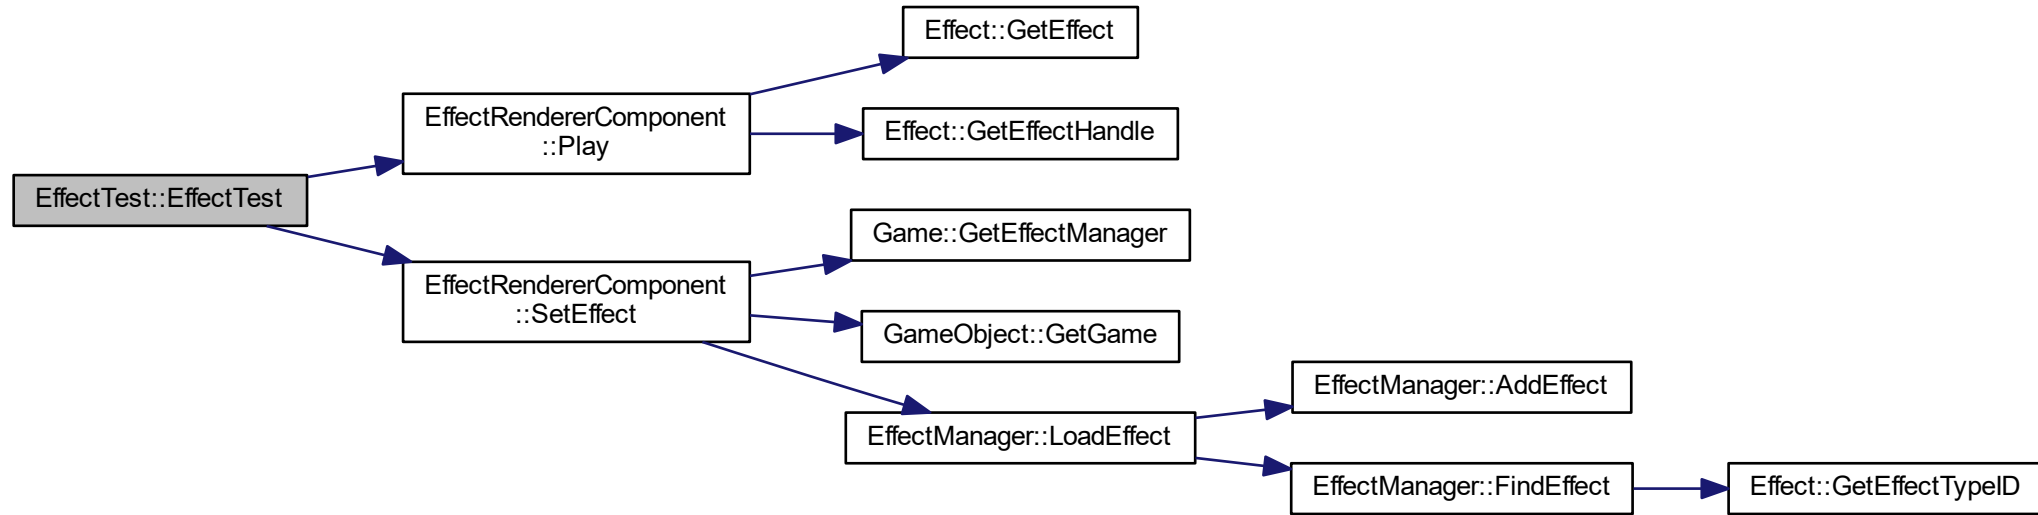 Effect::GetEffect
EffectRendererComponent
::Play
Effect::GetEffectHandle
EffectTest::EffectTest
Game::GetEffectManager
EffectRendererComponent
::SetEffect
GameObject::GetGame
EffectManager::AddEffect
EffectManager::LoadEffect
EffectManager::FindEffect
Effect::GetEffectTypeID